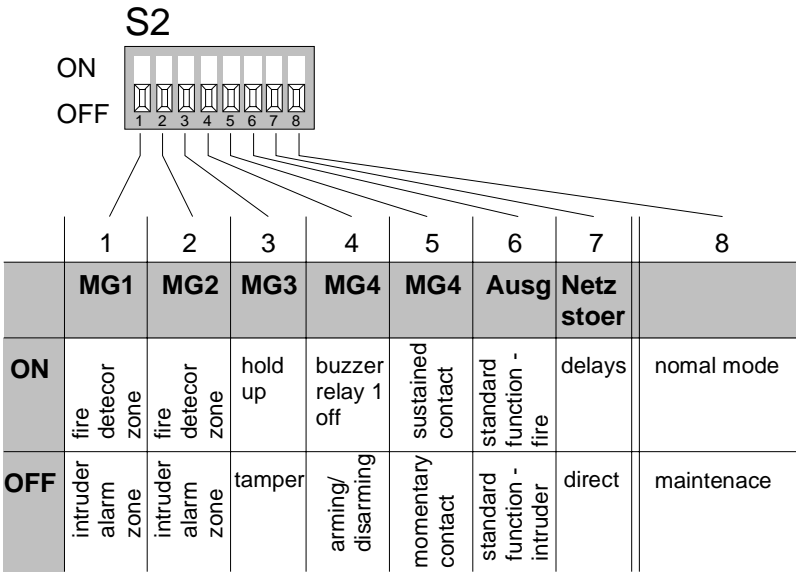 S2
ON
OFF
1 2 3 4 5 6 7 8
1 2 3 4 5 6 7 8
MG1 MG2 MG3 MG4 MG4 Ausg Netz
stoer
ON
fire
detecor
zone
fire
detecor
zone
hold
up
buzzer
relay 1
off
sustained
contact
standard
function -
fire
delays
nomal mode
OFF
intruder
alarm
zone
intruder
alarm
zone
tamper
arming/
disarming
momentary
contact
standard
function -
intruder
direct
maintenace